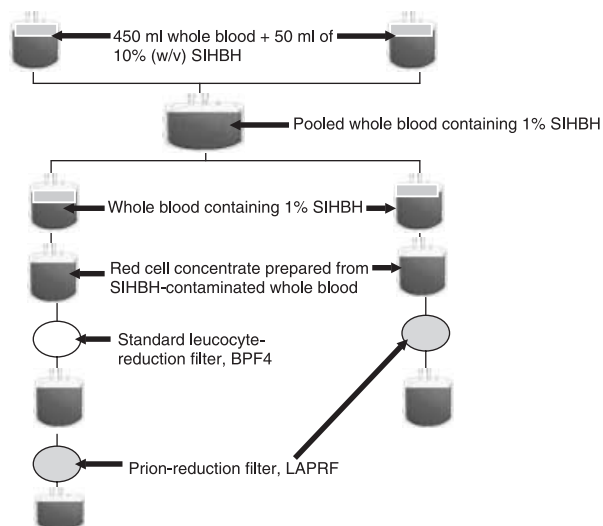 450 ml whole blood + 50 ml of
10% (w/v) SIHBH
Pooled whole blood containing 1% SIHBH
Whole blood containing 1% SIHBH
Red cell concentrate prepared from
SIHBH-contaminated whole blood
Standard leucocyte-
reduction filter, BPF4
Prion-reduction filter, LAPRF